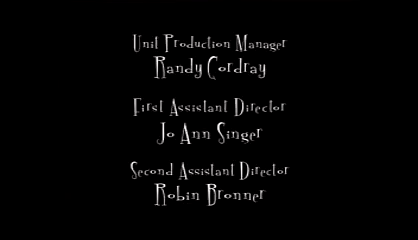 Unit Production Manager
Randy Cordray
First Assistant Director
Jo Ann Singer
Second Assistant Director
Robin Bronner